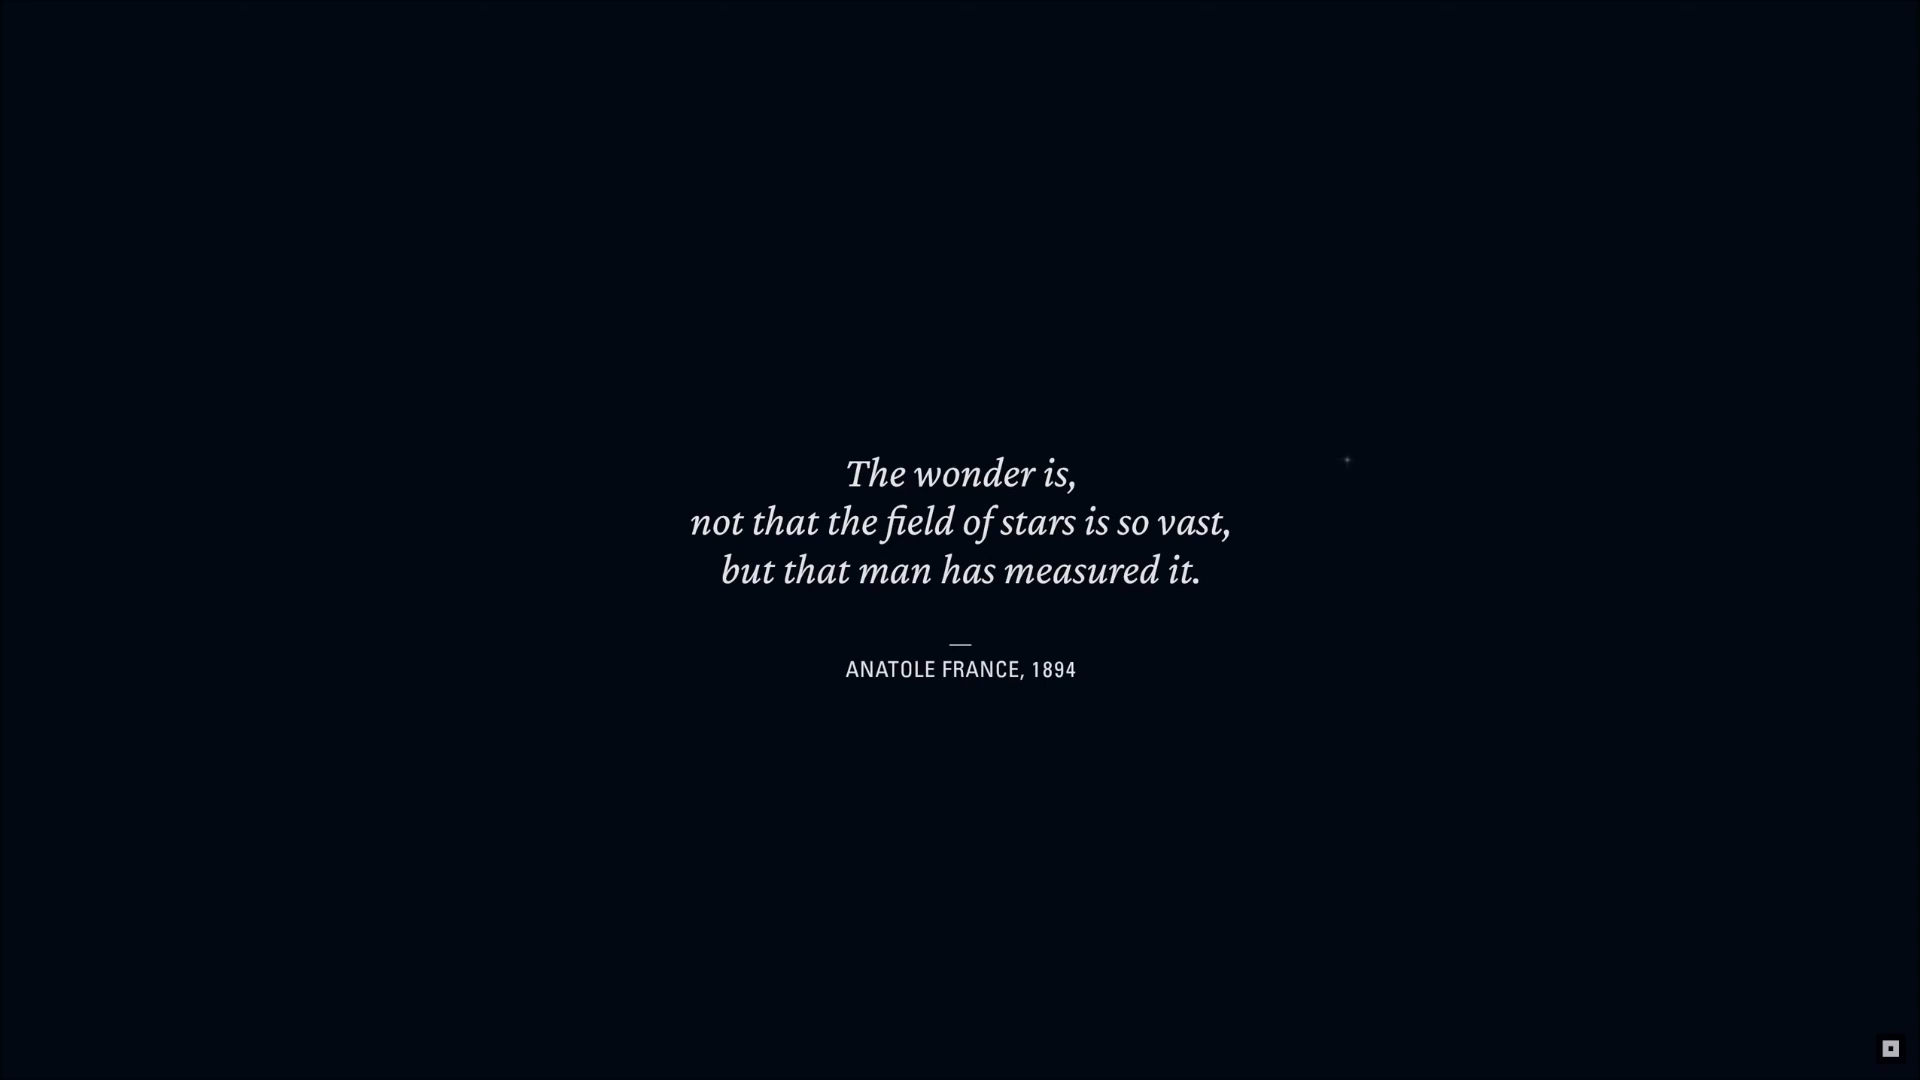 The wonder is,
not that the field of stars is so vast,
but that man has measured it.
ANATOLE FRANCE, 1894